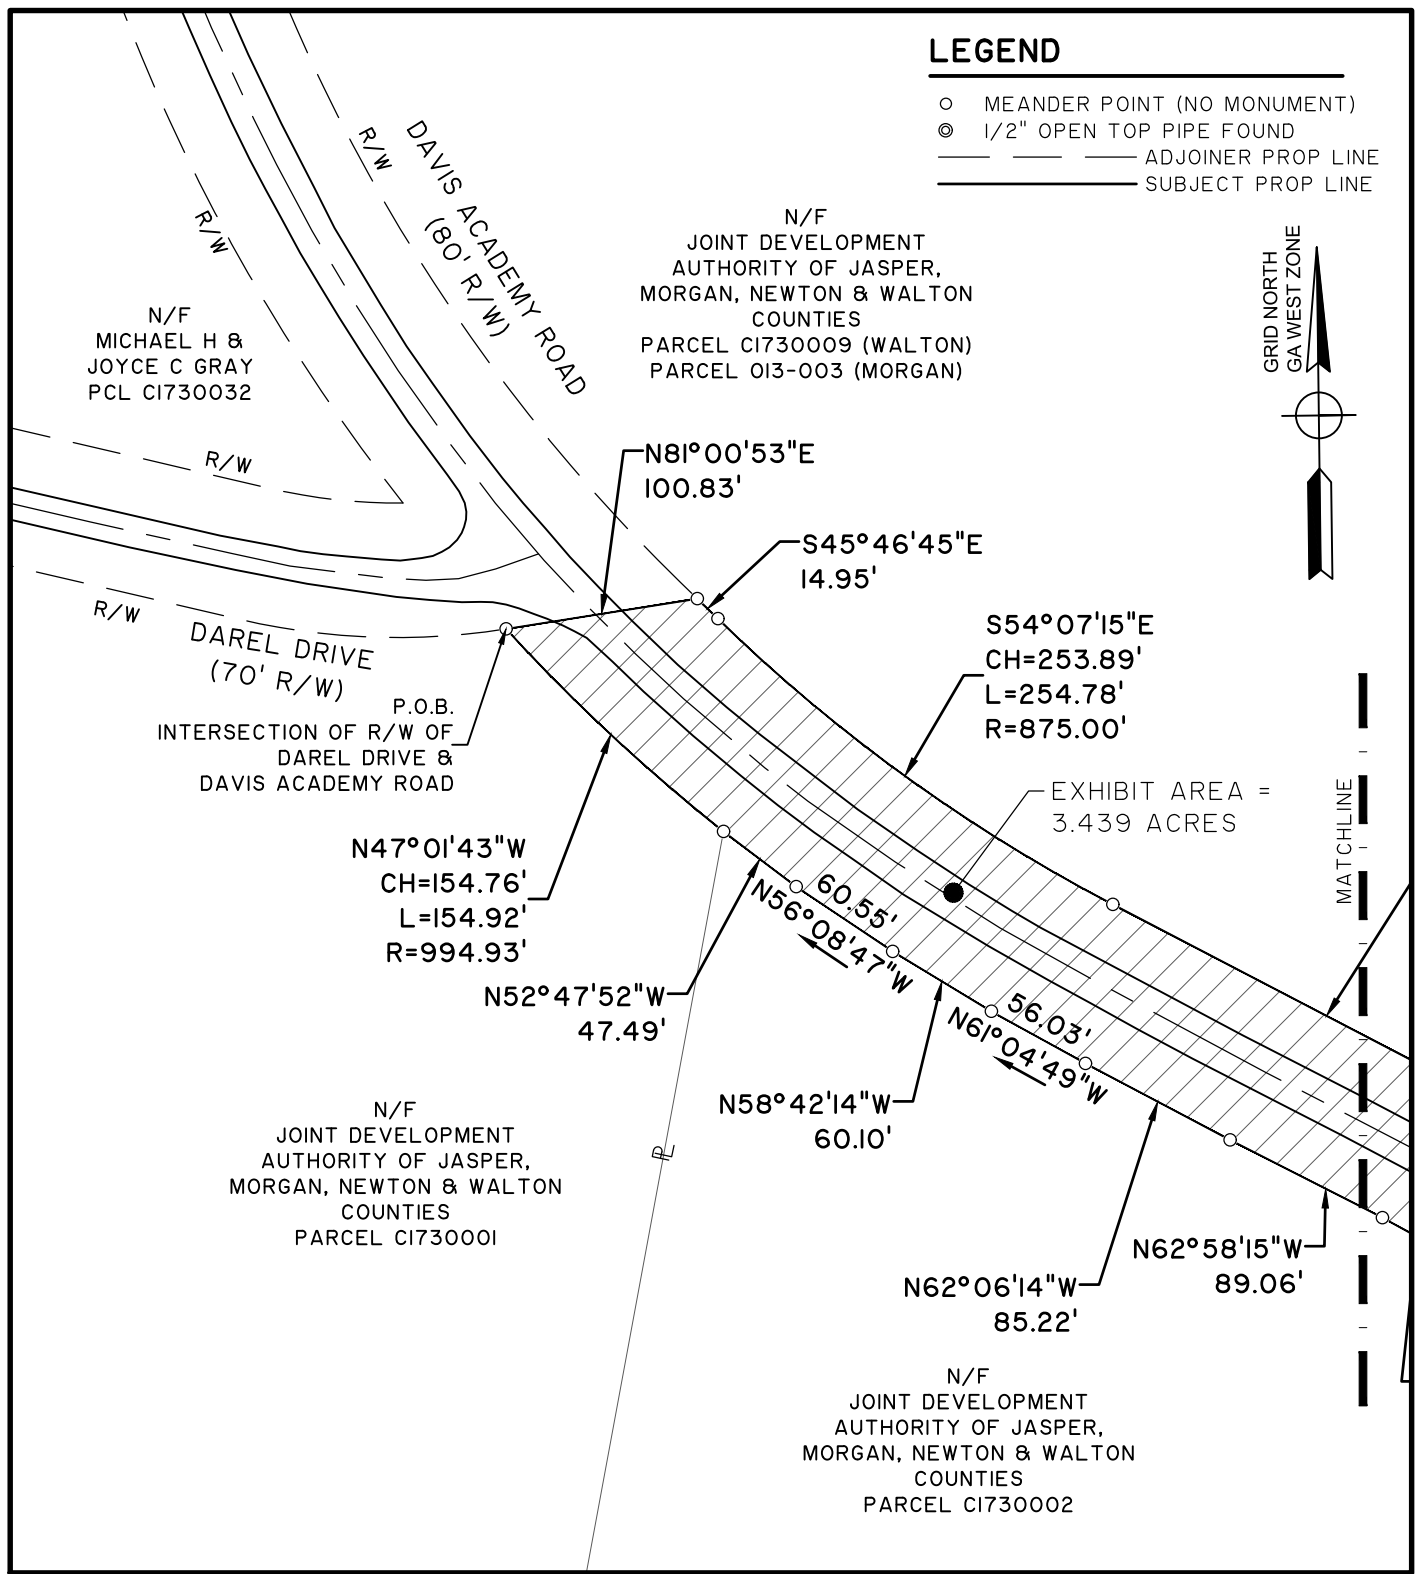 LEGEND
MEANDER POINT (NO MONUMENT)
1/2" OPEN TOP PIPE FOUND
ADJOINER PROP LINE
SUBJECT PROP LINE
R/W
DAVIS ACADEMY ROAD
(80' R/W)
R/W
N/F
JOINT DEVELOPMENT
AUTHORITY OF JASPER,
MORGAN, NEWTON & WALTON
COUNTIES
PARCEL C1730009 (WALTON)
PARCEL 013-003 (MORGAN)
GRID NORTH
GA WEST ZONE
N/F
MICHAEL H &
JOYCE C GRAY
PCL C1730032
R/W
N81°00'53"E
100.83'
S45°46'45"E
14.95'
R/W
DAREL DRIVE
(70' R/W)
S54°07'15"E
CH=253.89'
L=254.78'
R=875.00'
P.O.B.
INTERSECTION OF R/W OF
DAREL DRIVE &
DAVIS ACADEMY ROAD
EXHIBIT AREA =
3.439 ACRES
MATCHLINE
N47°01'43"W
CH=154.76'
L=154.92'
R=994.93'
60.55'
N56°08'47"W
N52°47'52"W
47.49'
56.03'
N61°04'49"W
N58°42'14"W
60.10'
N/F
JOINT DEVELOPMENT
AUTHORITY OF JASPER,
MORGAN, NEWTON & WALTON
COUNTIES
PARCEL C1730001
PL
N62°58'15"W
89.06'
N62°06'14"W
85.22'
N/F
JOINT DEVELOPMENT
AUTHORITY OF JASPER,
MORGAN, NEWTON & WALTON
COUNTIES
PARCEL C1730002